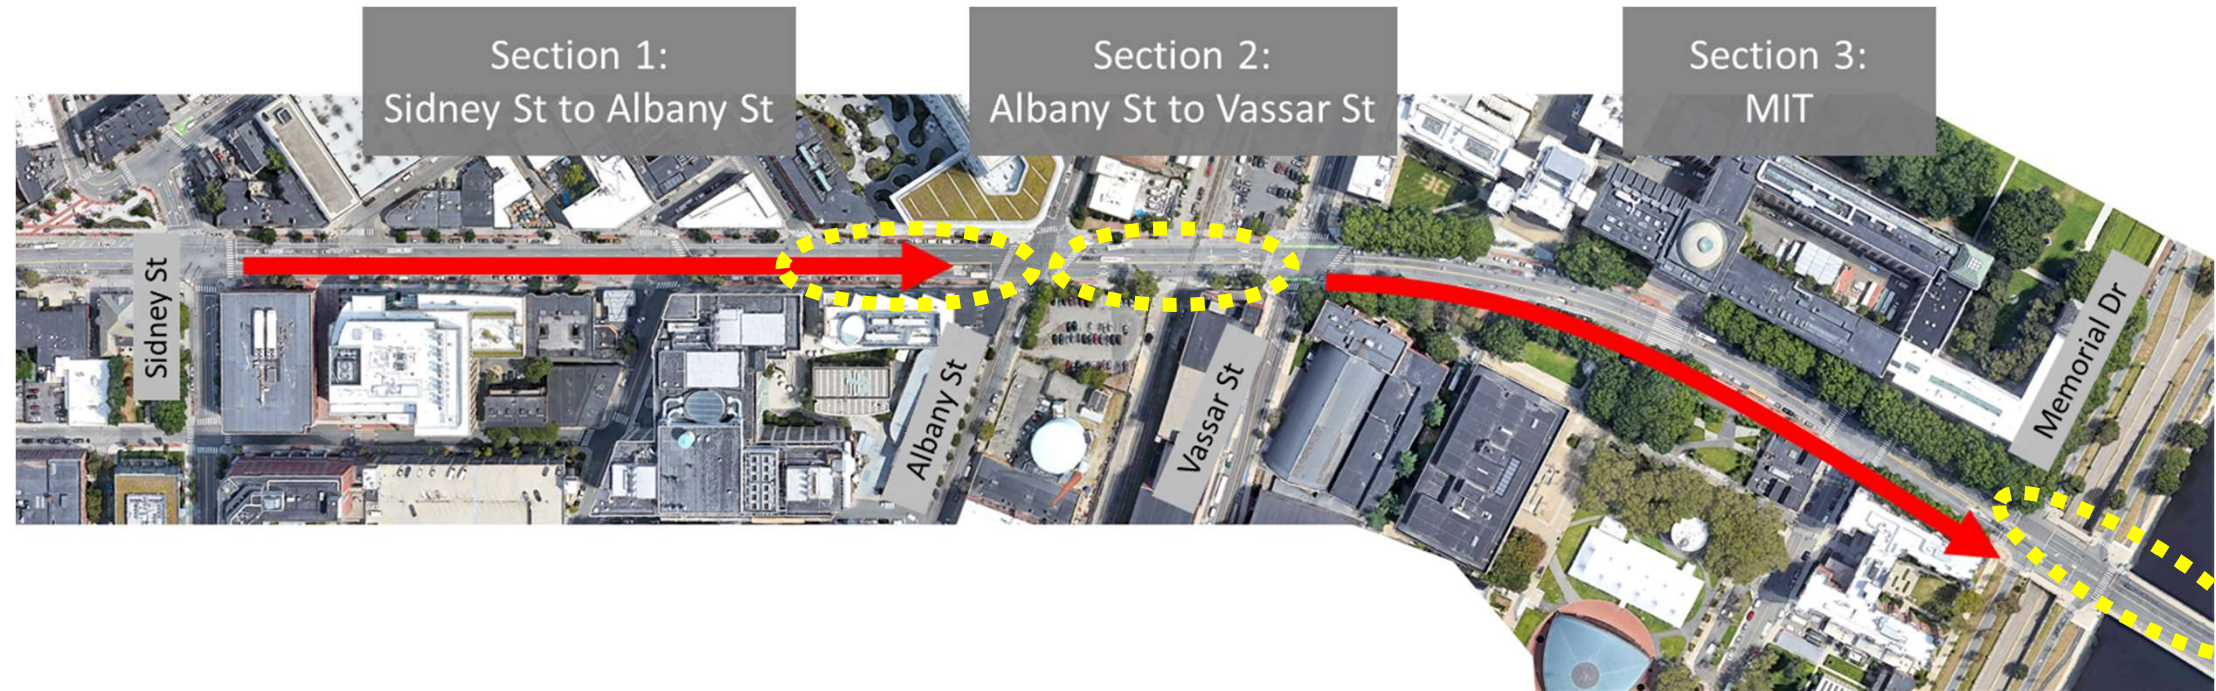 Section 1:
Sidney St to Albany St
Section 2:
Albany St to Vassar St
Section 3:
MIT
Sidney St
Albany St
Vassar St
Memorial Dr